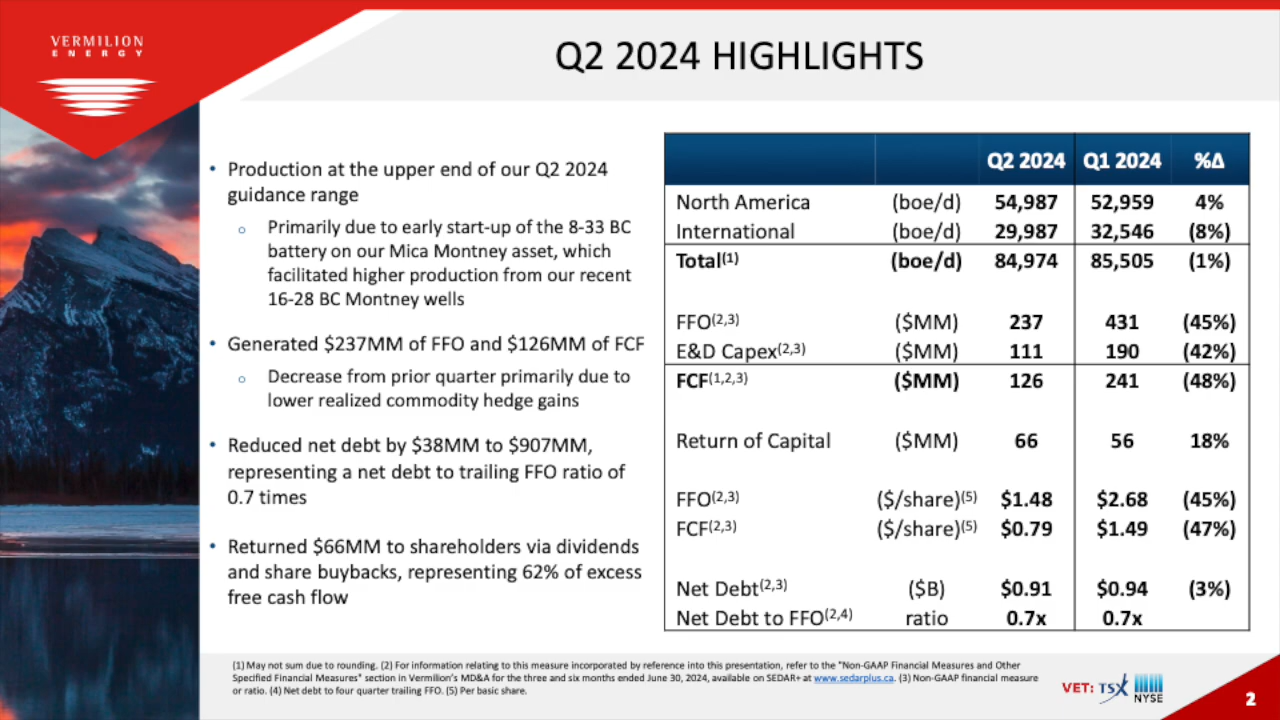 VERMILION
ENERGY
Q2 2024 HIGHLIGHTS
• Production at the upper end of our Q2 2024
guidance range
o Primarily due to early start-up of the 8-33 BC
battery on our Mica Montney asset, which
facilitated higher production from our recent
16-28 BC Montney wells
• Generated $237MM of FFO and $126MM of FCF
o Decrease from prior quarter primarily due to
lower realized commodity hedge gains
• Reduced net debt by $38MM to $907MM,
representing a net debt to trailing FFO ratio of
0.7 times
• Returned $66MM to shareholders via dividends
and share buybacks, representing 62% of excess
free cash flow
Q2 2024 Q1 2024 %Δ
North America (boe/d) 54,987 52,959 4%
International (boe/d) 29,987 32,546 (8%)
Total(1) (boe/d) 84,974 85,505 (1%)
FFO(2,3) ($MM) 237 431 (45%)
E&D Capex(2,3) ($MM) 111 190 (42%)
FCF(1,2,3) ($MM) 126 241 (48%)
Return of Capital ($MM) 66 56 18%
FFO(2,3) ($/share)(5) $1.48 $2.68 (45%)
FCF(2,3) ($/share)(5) $0.79 $1.49 (47%)
Net Debt(2,3) ($B) $0.91 $0.94 (3%)
Net Debt to FFO(2,4) ratio 0.7x 0.7x
(1) May not sum due to rounding. (2) For information relating to this measure incorporated by reference into this presentation, refer to the "Non-GAAP Financial Measures and Other
Specified Financial Measures" section in Vermilion's MD&A for the three and six months ended June 30, 2024, available on SEDAR+ at www.sedarplus.ca. (3) Non-GAAP financial measure
or ratio. (4) Net debt to four quarter trailing FFO. (5) Per basic share.
VET: TSX NYSE
2